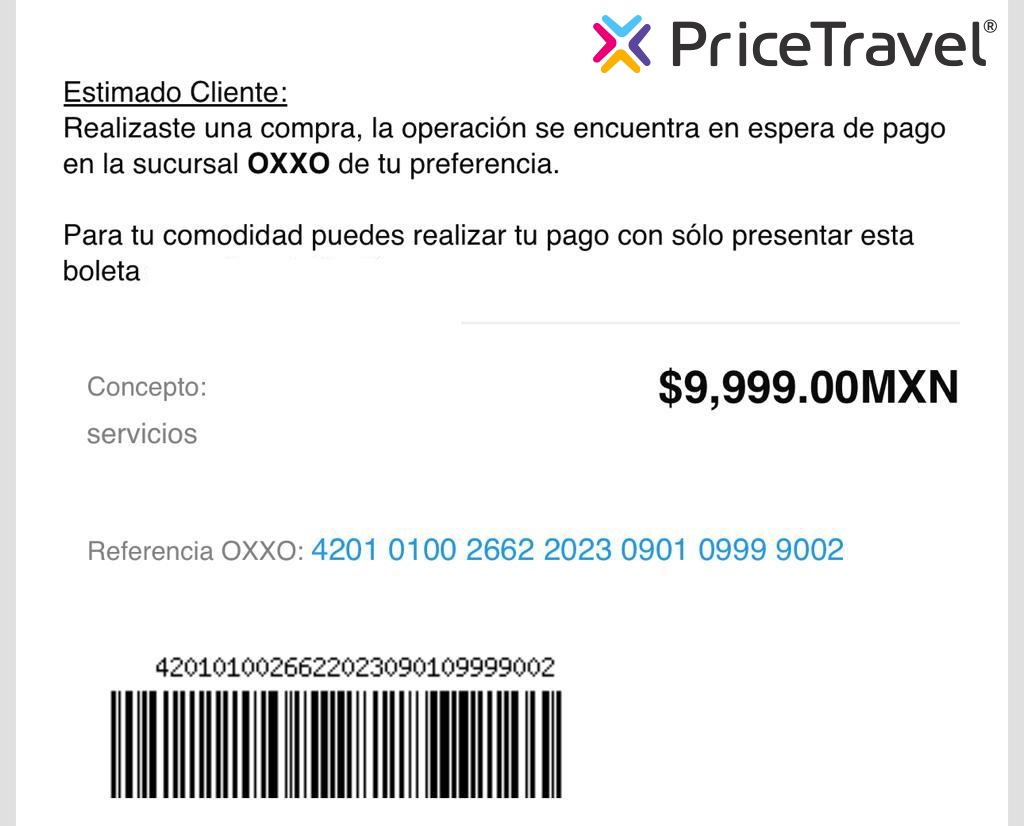 PriceTravel®
Estimado Cliente:
Realizaste una compra, la operación se encuentra en espera de pago
en la sucursal OXXO de tu preferencia.
Para tu comodidad puedes realizar tu pago con sólo presentar esta
boleta
Concepto:
$9,999.00MXN
servicios
Referencia OXXO: 4201 0100 2662 2023 0901 0999 9002
4201010026622023090109999002